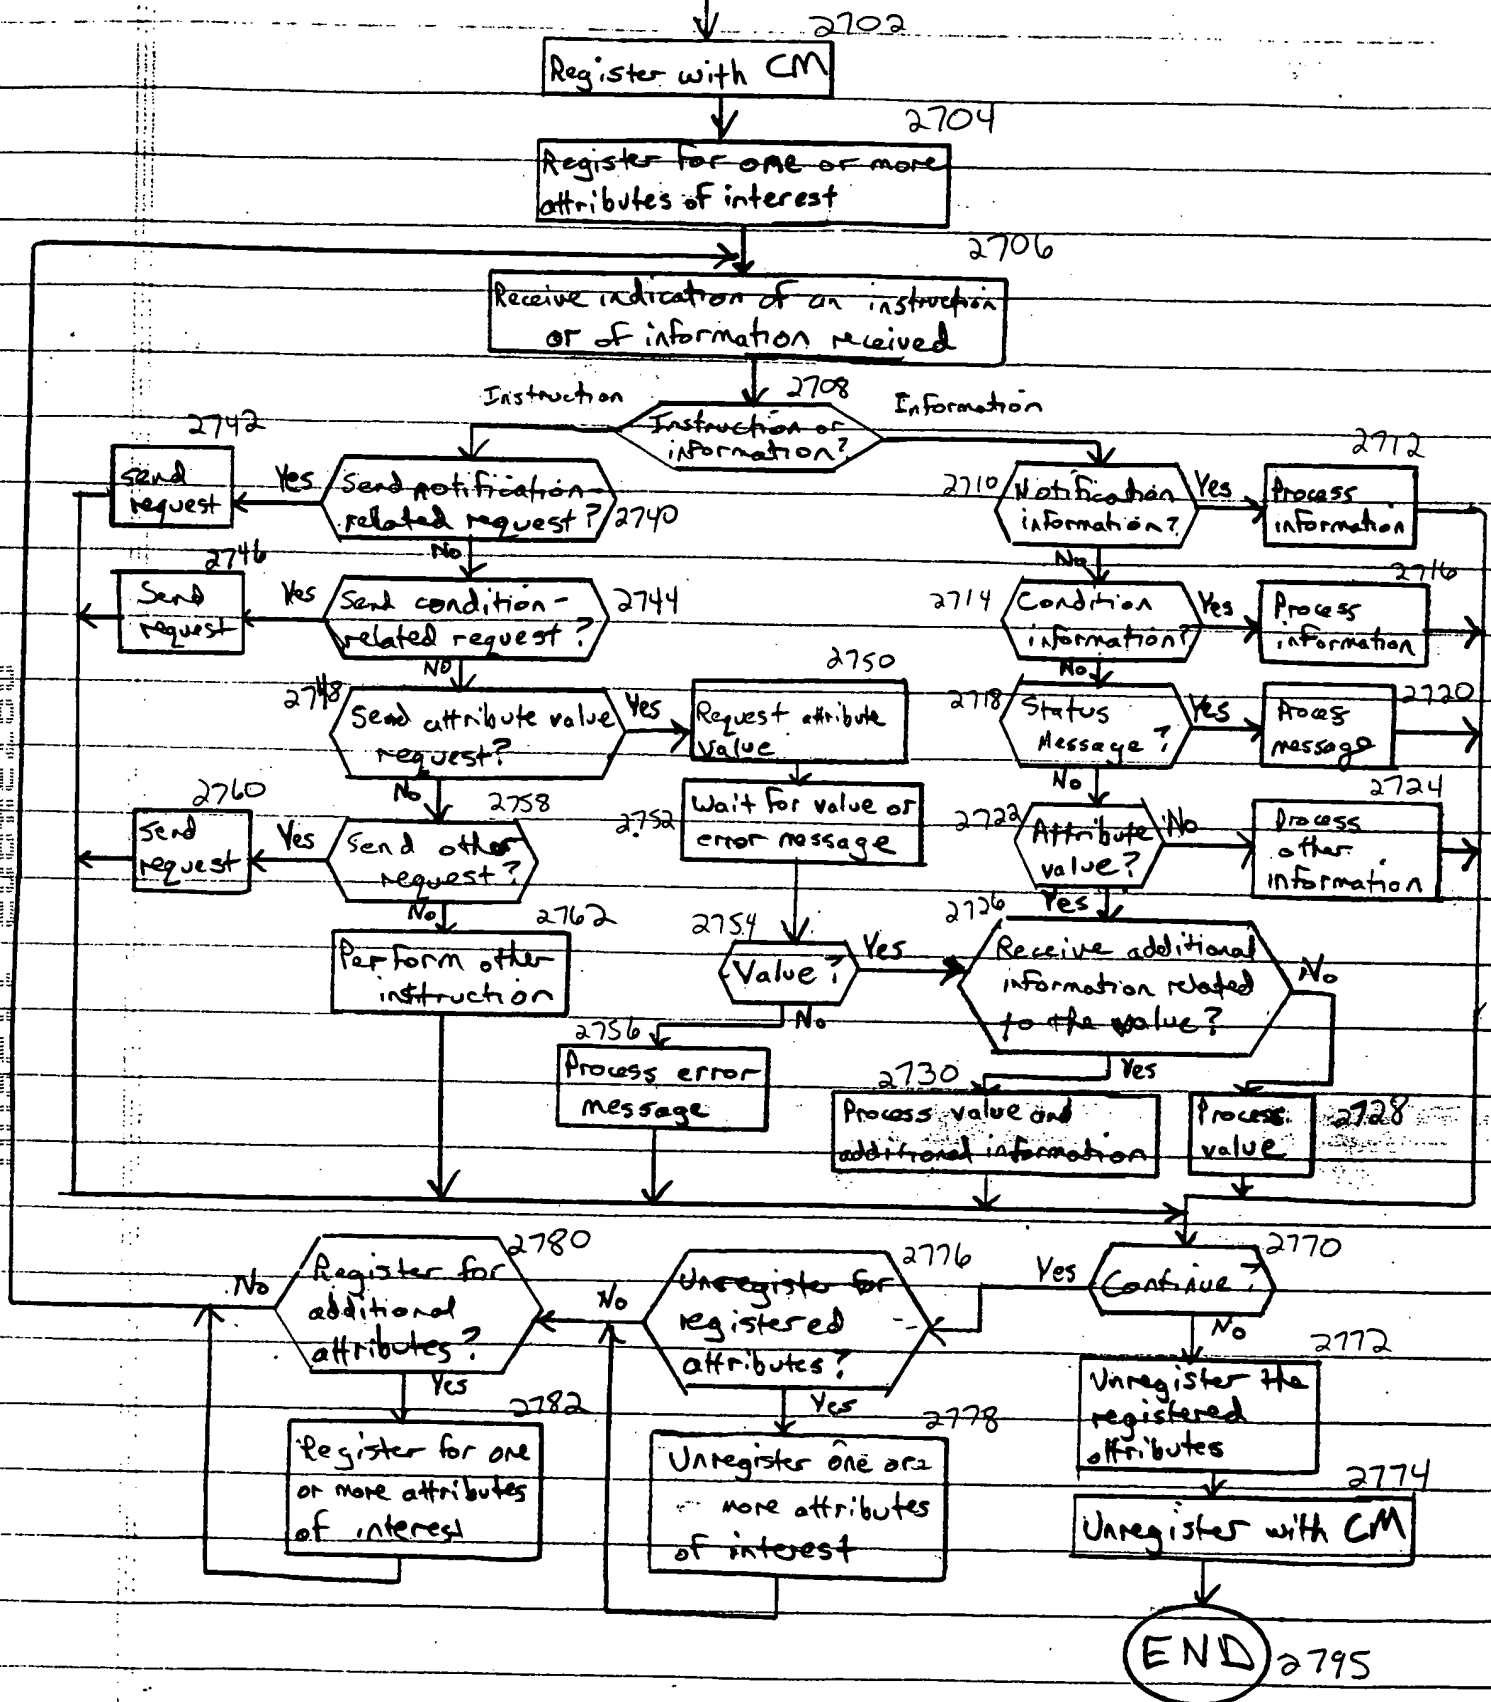 2702
Register with CM
2704
Register for one or more
attributes of interest
2706
Receive indication of an instruction
or of information received
2708
Instruction
Information
Instruction or
information?
2742
Send
request
Yes
Send notification-
related request?
2740
No
2710
Notification
information?
Yes
2712
Process
information
No
2746
Send
request
Yes
Send condition-
related request?
2744
No
2714
Condition
information?
Yes
2716
Process
information
No
2748
Send attribute value
request?
Yes
2750
Request attribute
value
No
2718
Status
Message?
Yes
2720
Process
message
No
2752
Wait for value or
error message
2760
Send
request
Yes
2758
Send other
request?
No
2722
Attribute
value?
No
2724
Process
other
information
Yes
2762
Perform other
instruction
2754
Value?
Yes
No
2726
Receive additional
information related
to the value?
No
Yes
2756
Process error
message
2730
Process value and
additional information
2728
Process
value
2770
Continue?
Yes
No
2776
Unregister for
registered
attributes?
No
Yes
2780
Register for
additional
attributes?
No
Yes
2782
Register for one
or more attributes
of interest
2778
Unregister one or
more attributes
of interest
2772
Unregister the
registered
attributes
2774
Unregister with CM
END
2795